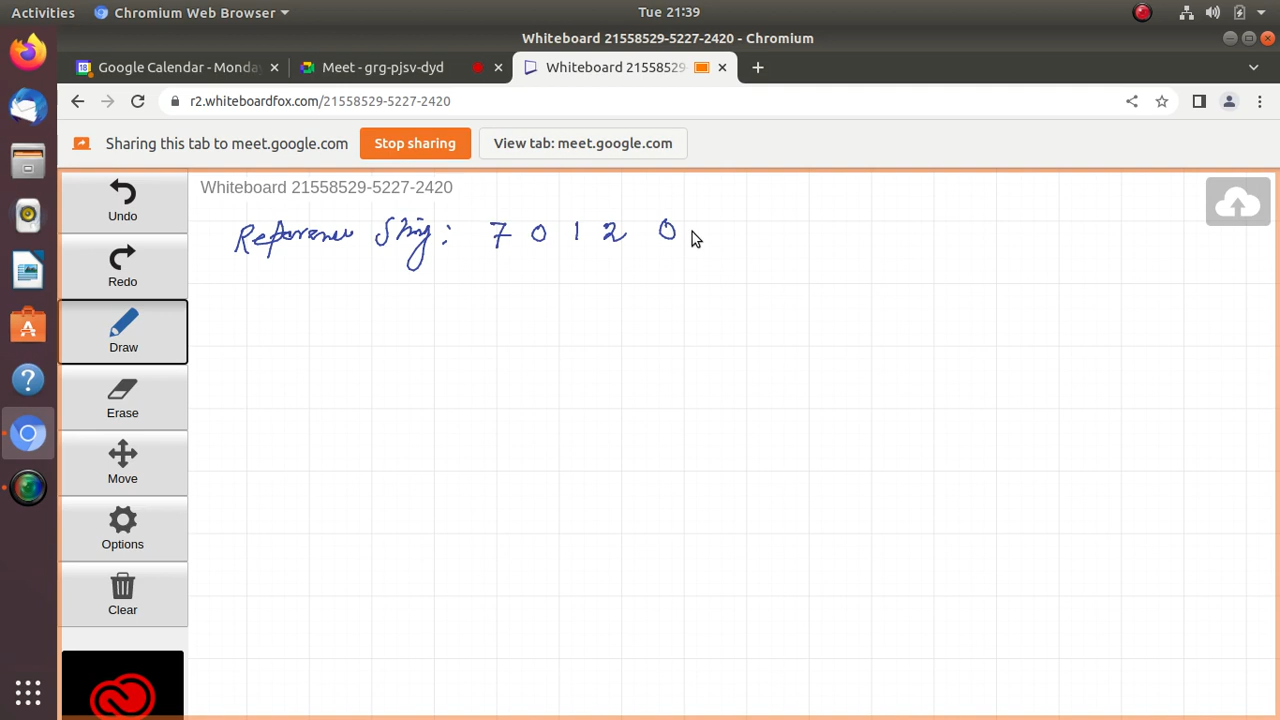 Activities Chromium Web Browser Tue 21:39
Whiteboard 21558529-5227-2420 - Chromium
Google Calendar - Monday Meet - grg-pjsv-dyd Whiteboard 21558529
r2.whiteboardfox.com/21558529-5227-2420
Sharing this tab to meet.google.com Stop sharing View tab: meet.google.com
Whiteboard 21558529-5227-2420
Reference String: 7 0 1 2 0
Undo
Redo
Draw
Erase
Move
Options
Clear